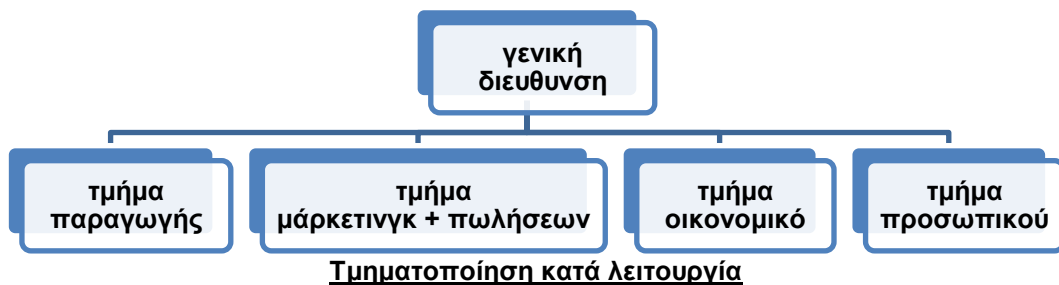 γενική
διευθυνση
τμήμα
παραγωγής
τμήμα
μάρκετινγκ + πωλήσεων
τμήμα
οικονομικό
τμήμα
προσωπικού
Τμηματοποίηση κατά λειτουργία